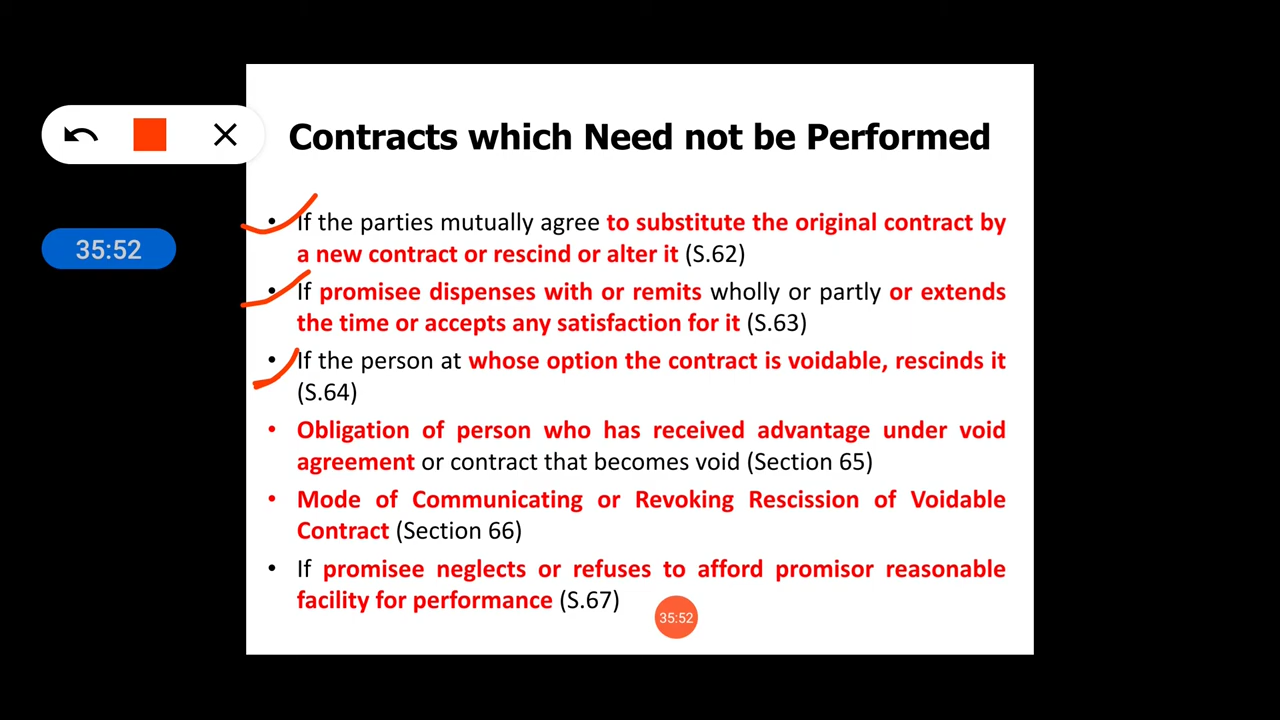 Contracts which Need not be Performed
35:52
• If the parties mutually agree to substitute the original contract by
a new contract or rescind or alter it (S.62)
• If promisee dispenses with or remits wholly or partly or extends
the time or accepts any satisfaction for it (S.63)
• If the person at whose option the contract is voidable, rescinds it
(S.64)
• Obligation of person who has received advantage under void
agreement or contract that becomes void (Section 65)
• Mode of Communicating or Revoking Rescission of Voidable
Contract (Section 66)
• If promisee neglects or refuses to afford promisor reasonable
facility for performance (S.67)
35:52